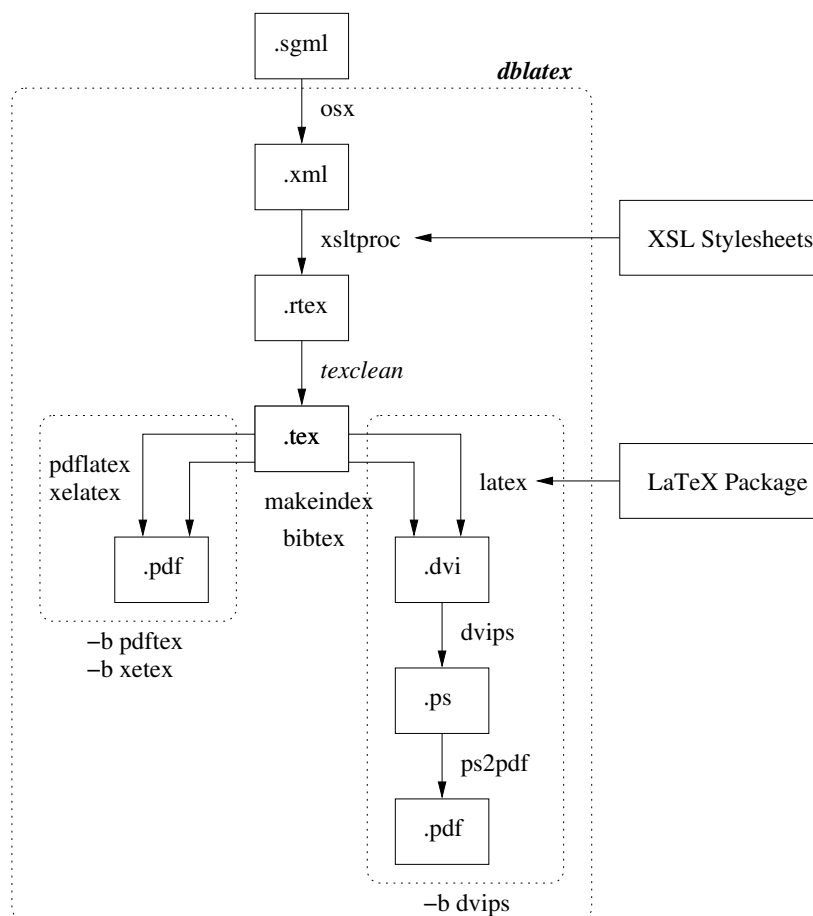 .sgml
dblatex
osx
.xml
xsltproc
XSL Stylesheets
.rtex
texclean
.tex
pdflatex
xelatex
makeindex
bibtex
latex
LaTeX Package
.pdf
.dvi
−b pdftex
−b xetex
dvips
.ps
ps2pdf
.pdf
−b dvips